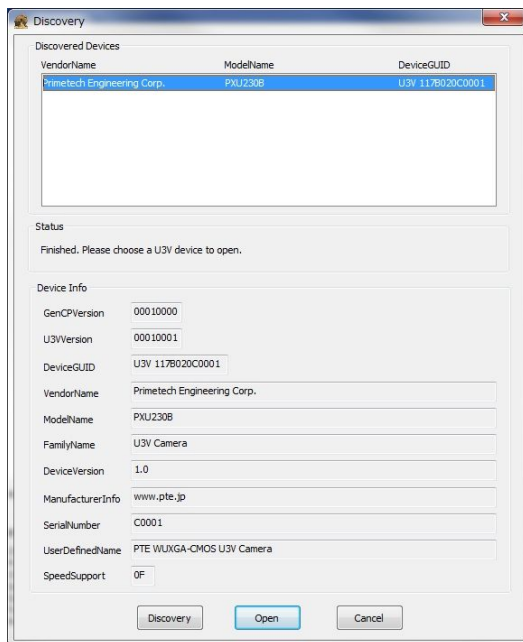 Discovery
Discovered Devices
VendorName ModelName DeviceGUID
Primetech Engineering Corp. PXU230B U3V 117B020C0001
Status
Finished. Please choose a U3V device to open.
Device Info
GenCPVersion 00010000
U3VVersion 00010001
DeviceGUID U3V 117B020C0001
VendorName Primetech Engineering Corp.
ModelName PXU230B
FamilyName U3V Camera
DeviceVersion 1.0
ManufacturerInfo www.pte.jp
SerialNumber C0001
UserDefinedName PTE WUXGA-CMOS U3V Camera
SpeedSupport 0F
Discovery Open Cancel